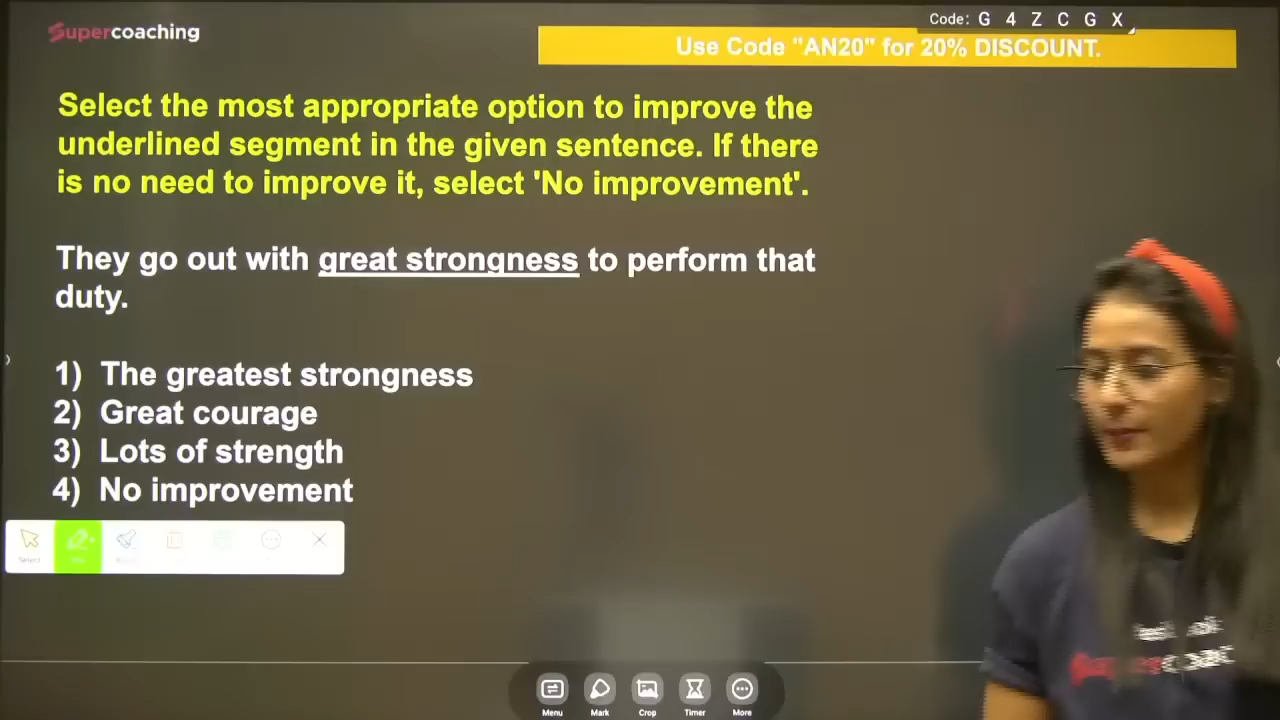 Supercoaching
Code: G 4 Z C G X
Use Code "AN20" for 20% DISCOUNT.
Select the most appropriate option to improve the
underlined segment in the given sentence. If there
is no need to improve it, select 'No improvement'.
They go out with great strongness to perform that
duty.
1) The greatest strongness
2) Great courage
3) Lots of strength
4) No improvement
Select
Menu Mark Crop Timer More